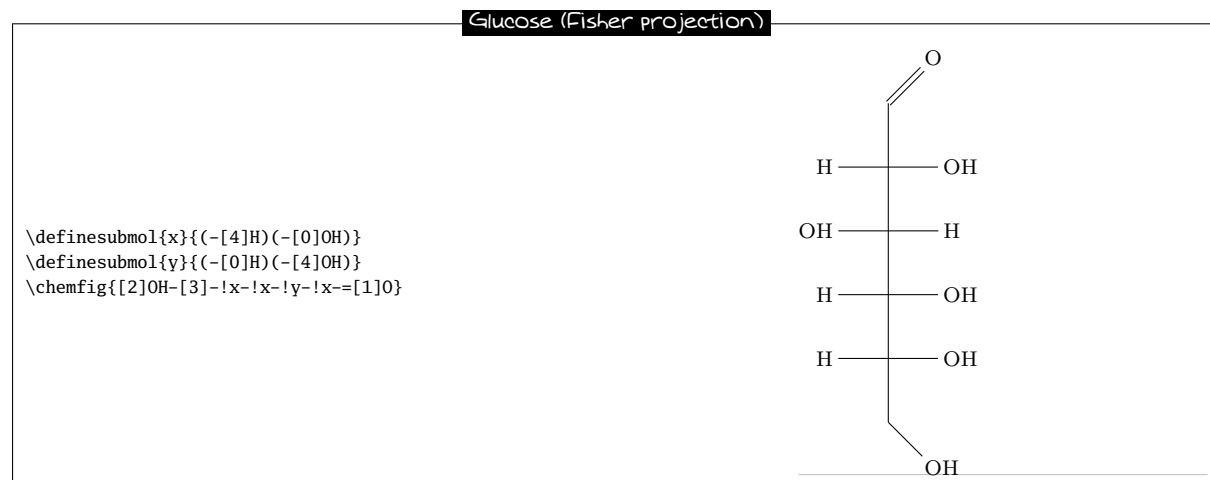 Glucose (Fisher projection)
O
H OH
OH H
\definesubmol{x}{(-[4]H)(-[0]OH)}
\definesubmol{y}{(-[0]H)(-[4]OH)}
\chemfig{[2]OH-[3]-!x-!x-!y-!x-=[1]O}
H OH
H OH
OH